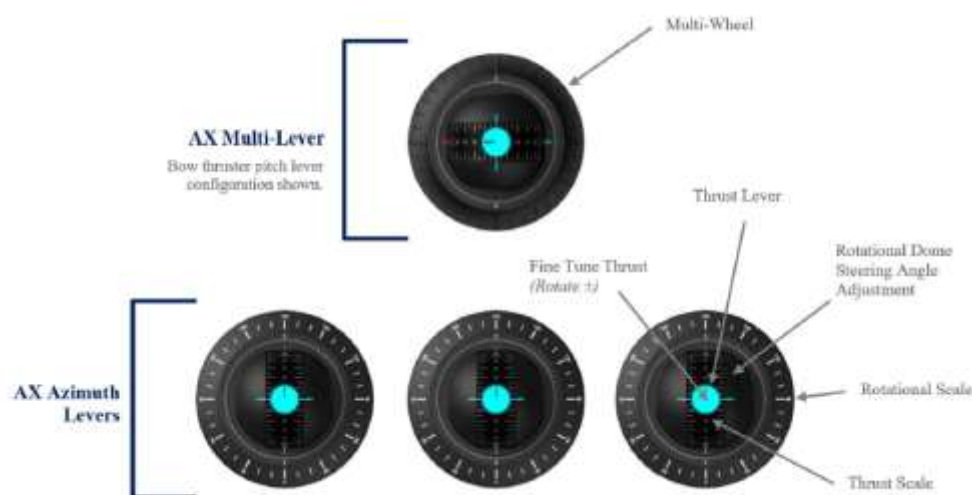 Multi-Wheel
AX Multi-Lever
Bow thruster pitch lever
configuration shown.
Thrust Lever
Fine Tune Thrust
(Rotate ±)
Rotational Dome
Steering Angle
Adjustment
AX Azimuth
Levers
Rotational Scale
Thrust Scale